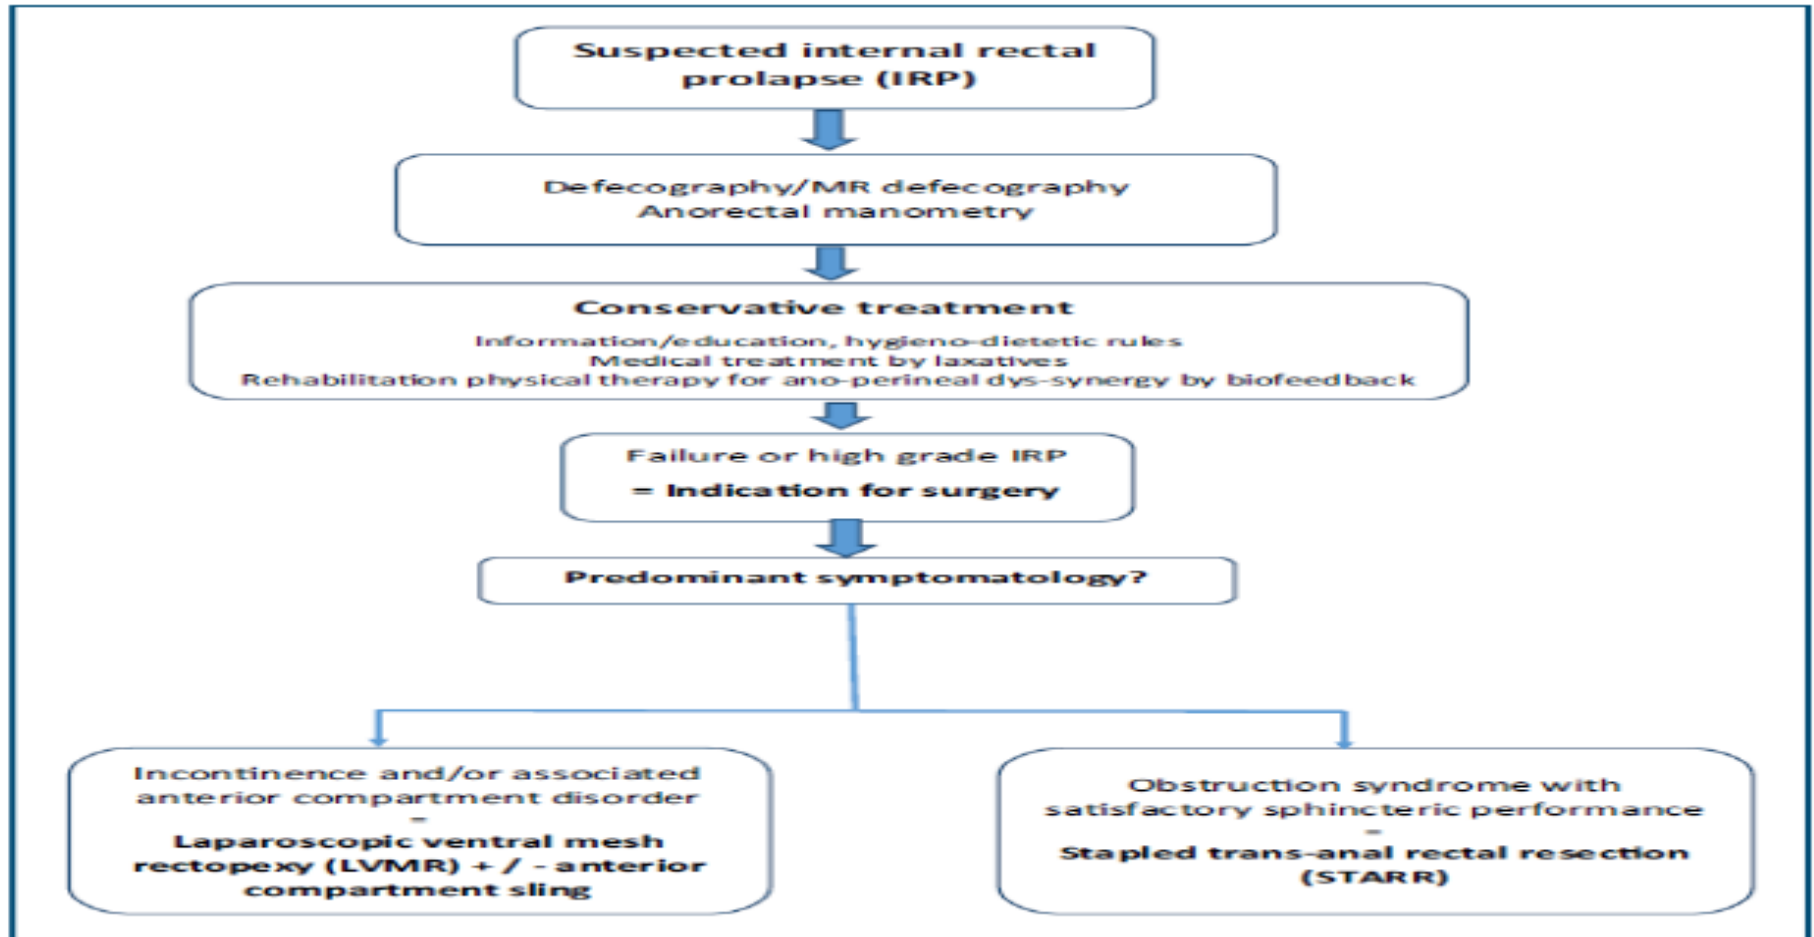 Suspected internal rectal
prolapse (IRP)
Defecography/MR defecography
Anorectal manometry
Conservative treatment
Information/education, hygieno-dietetic rules
Medical treatment by laxatives
Rehabilitation physical therapy for ano-perineal dys-synergy by biofeedback
Failure or high grade IRP
= Indication for surgery
Predominant symptomatology?
Incontinence and/or associated
anterior compartment disorder
=
Laparoscopic ventral mesh
rectopexy (LVMR) + / - anterior
compartment sling
Obstruction syndrome with
satisfactory sphincteric performance
=
Stapled trans-anal rectal resection
(STARR)